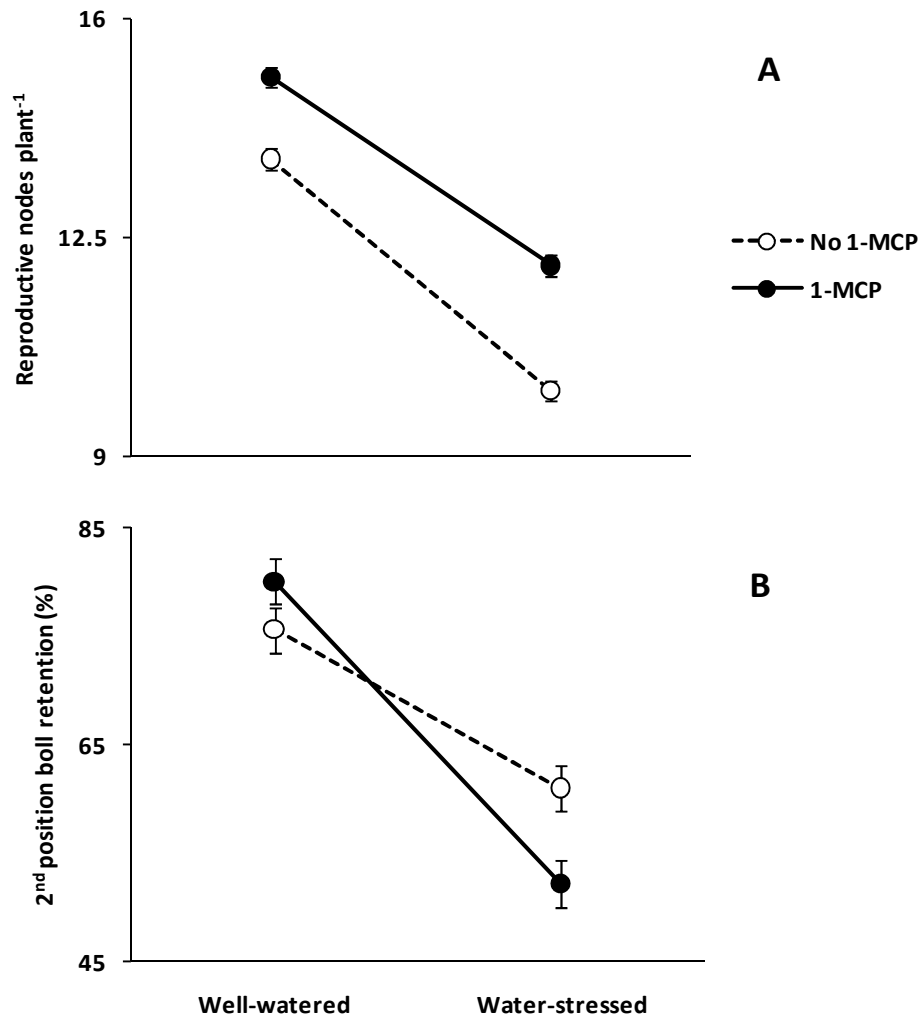 16
A
Reproductive nodes plant⁻¹
12.5
No 1-MCP
1-MCP
9
85
B
2ⁿᵈ position boll retention (%)
65
45
Well-watered
Water-stressed